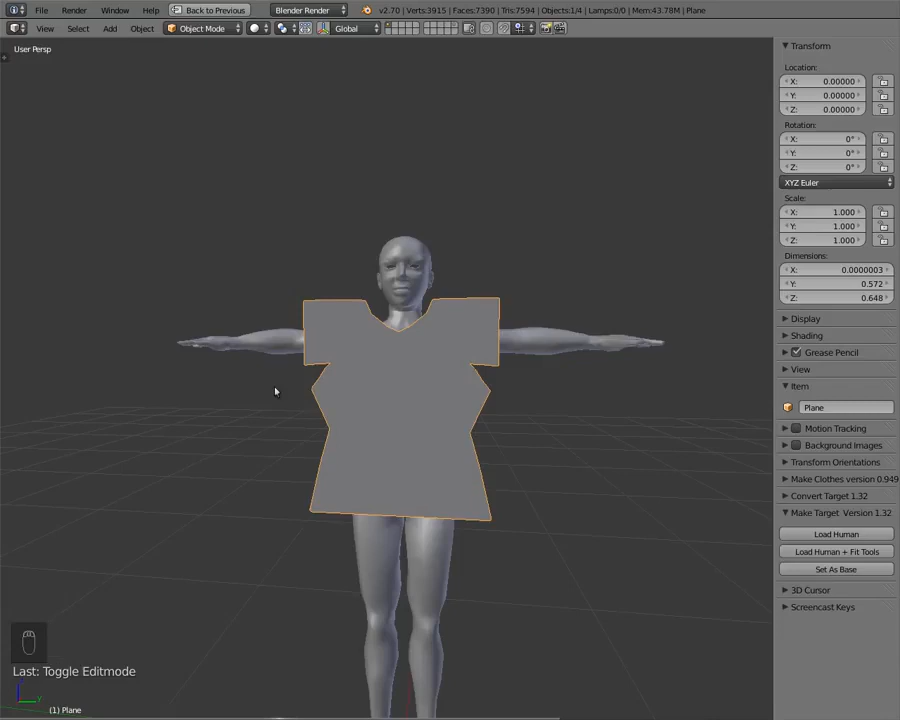 File Render Window Help Back to Previous Blender Render v2.70 | Verts:3915 | Faces:7390 | Tris:7594 | Objects:1/4 | Lamps:0/0 | Mem:43.78M | Plane
View Select Add Object Object Mode Global
User Persp
Transform
Location:
X: 0.00000
Y: 0.00000
Z: 0.00000
Rotation:
X: 0°
Y: 0°
Z: 0°
XYZ Euler
Scale:
X: 1.000
Y: 1.000
Z: 1.000
Dimensions:
X: 0.0000003
Y: 0.572
Z: 0.648
Display
Shading
Grease Pencil
View
Item
Plane
Motion Tracking
Background Images
Transform Orientations
Make Clothes version 0.949
Convert Target 1.32
Make Target Version 1.32
Load Human
Load Human + Fit Tools
Set As Base
3D Cursor
Screencast Keys
Last: Toggle Editmode
Y
(1) Plane